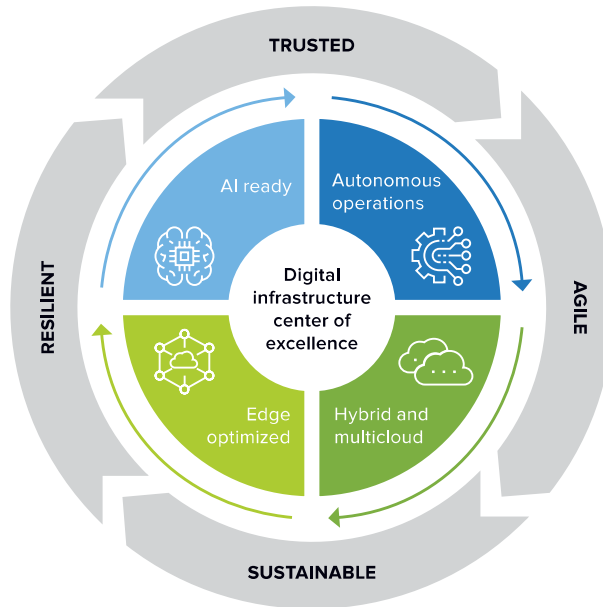 TRUSTED
AI ready
Autonomous
operations
Digital
infrastructure
center of
excellence
RESILIENT
AGILE
Edge
optimized
Hybrid and
multicloud
SUSTAINABLE